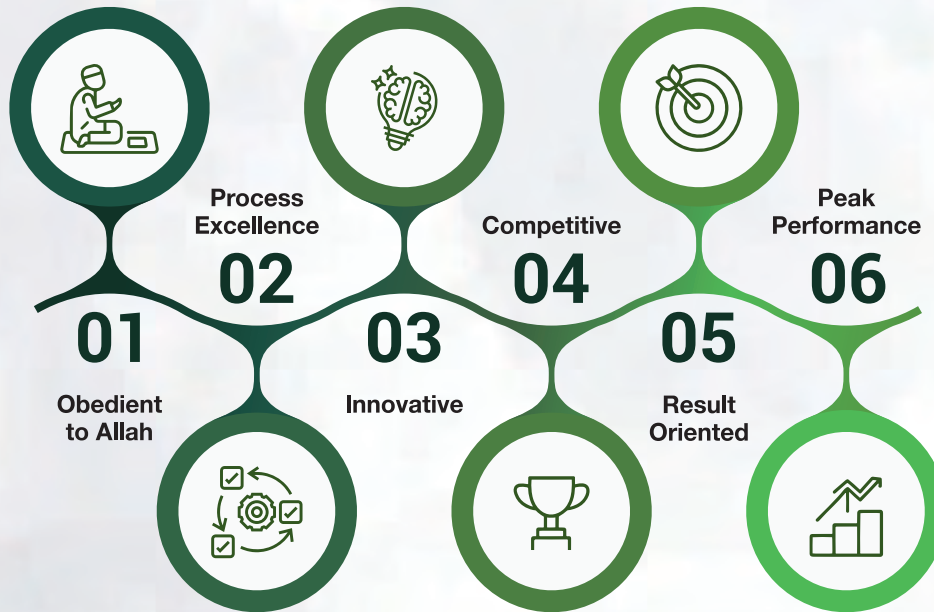 01
Obedient
to Allah
Process
Excellence
02
03
Innovative
Competitive
04
05
Result
Oriented
Peak
Performance
06